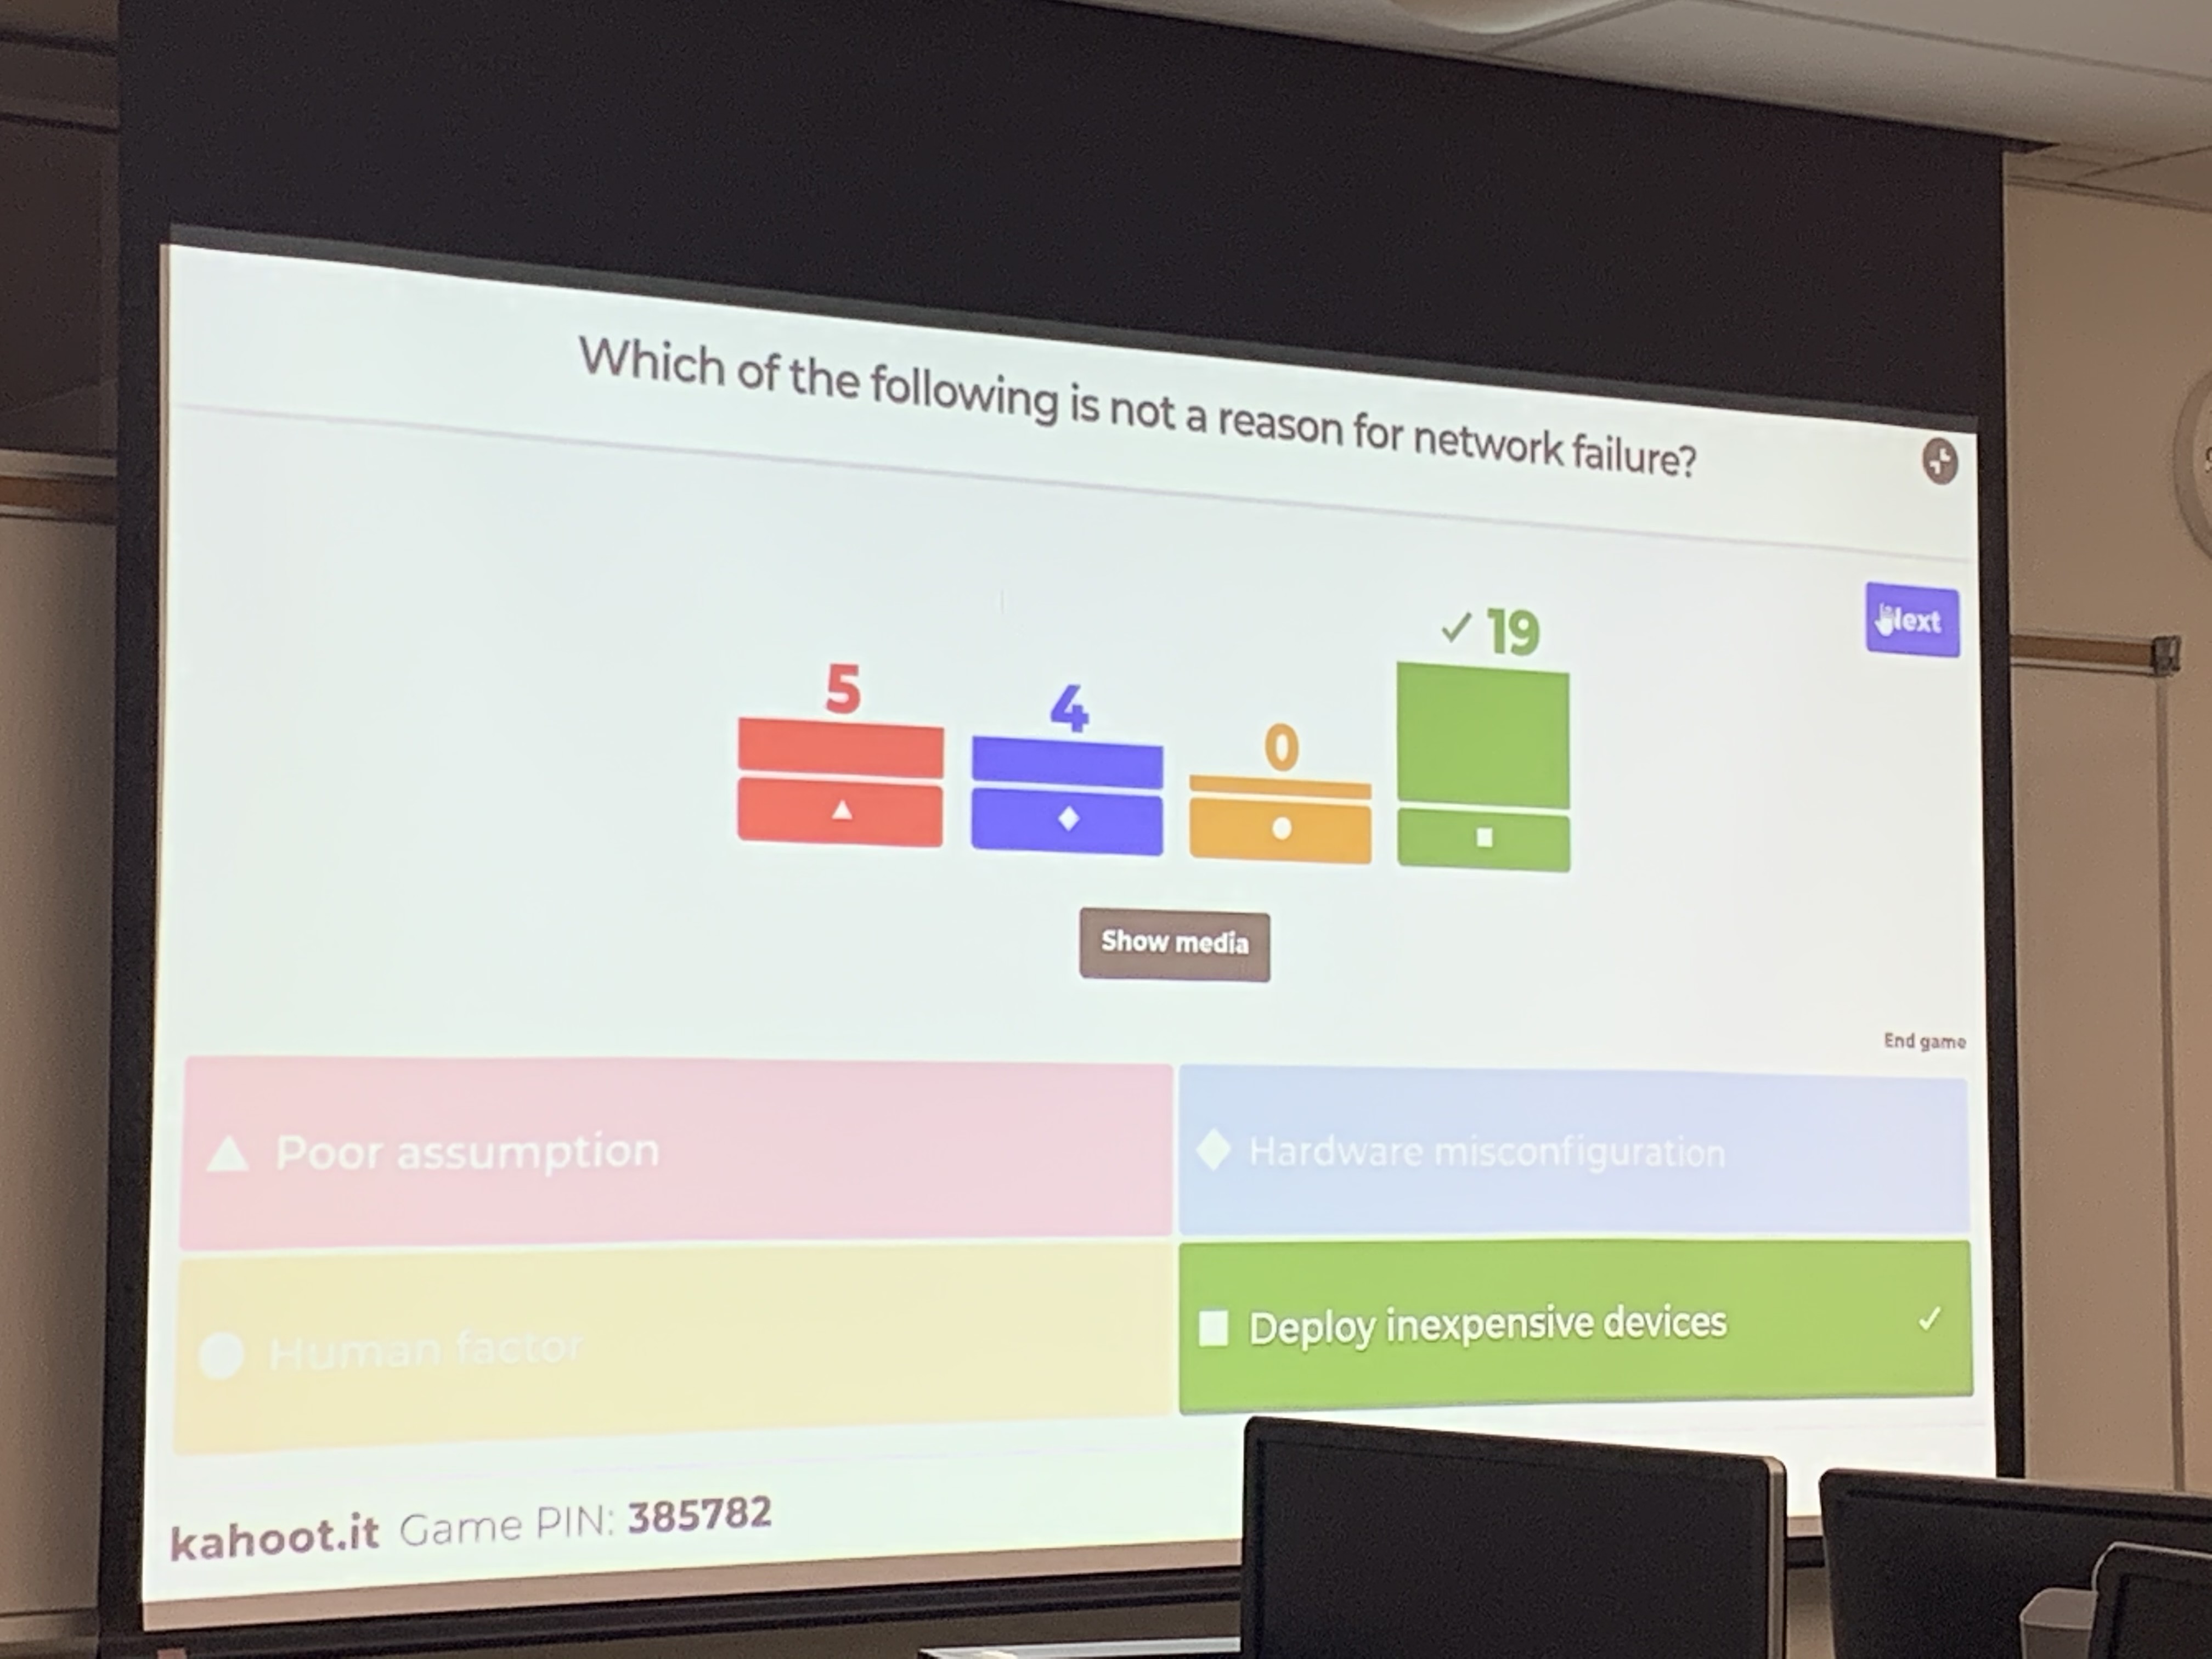 Which of the following is not a reason for network failure?
Next
5
4
0
✓ 19
Show media
End game
Poor assumption
Hardware misconfiguration
Human factor
Deploy inexpensive devices ✓
kahoot.it Game PIN: 385782